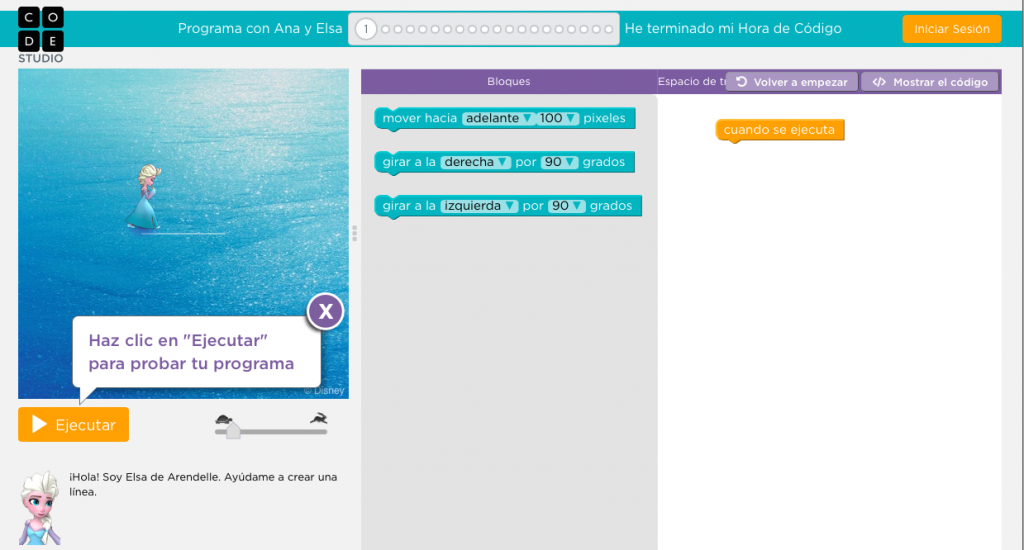 C O
D E
STUDIO
Programa con Ana y Elsa
1
He terminado mi Hora de Código
Iniciar Sesión
Bloques
Espacio de tr
Volver a empezar
</> Mostrar el código
mover hacia adelante ▼ 100 ▼ pixeles
girar a la derecha ▼ por 90 ▼ grados
girar a la izquierda ▼ por 90 ▼ grados
cuando se ejecuta
X
Haz clic en "Ejecutar"
para probar tu programa
© Disney
Ejecutar
¡Hola! Soy Elsa de Arendelle. Ayúdame a crear una
línea.